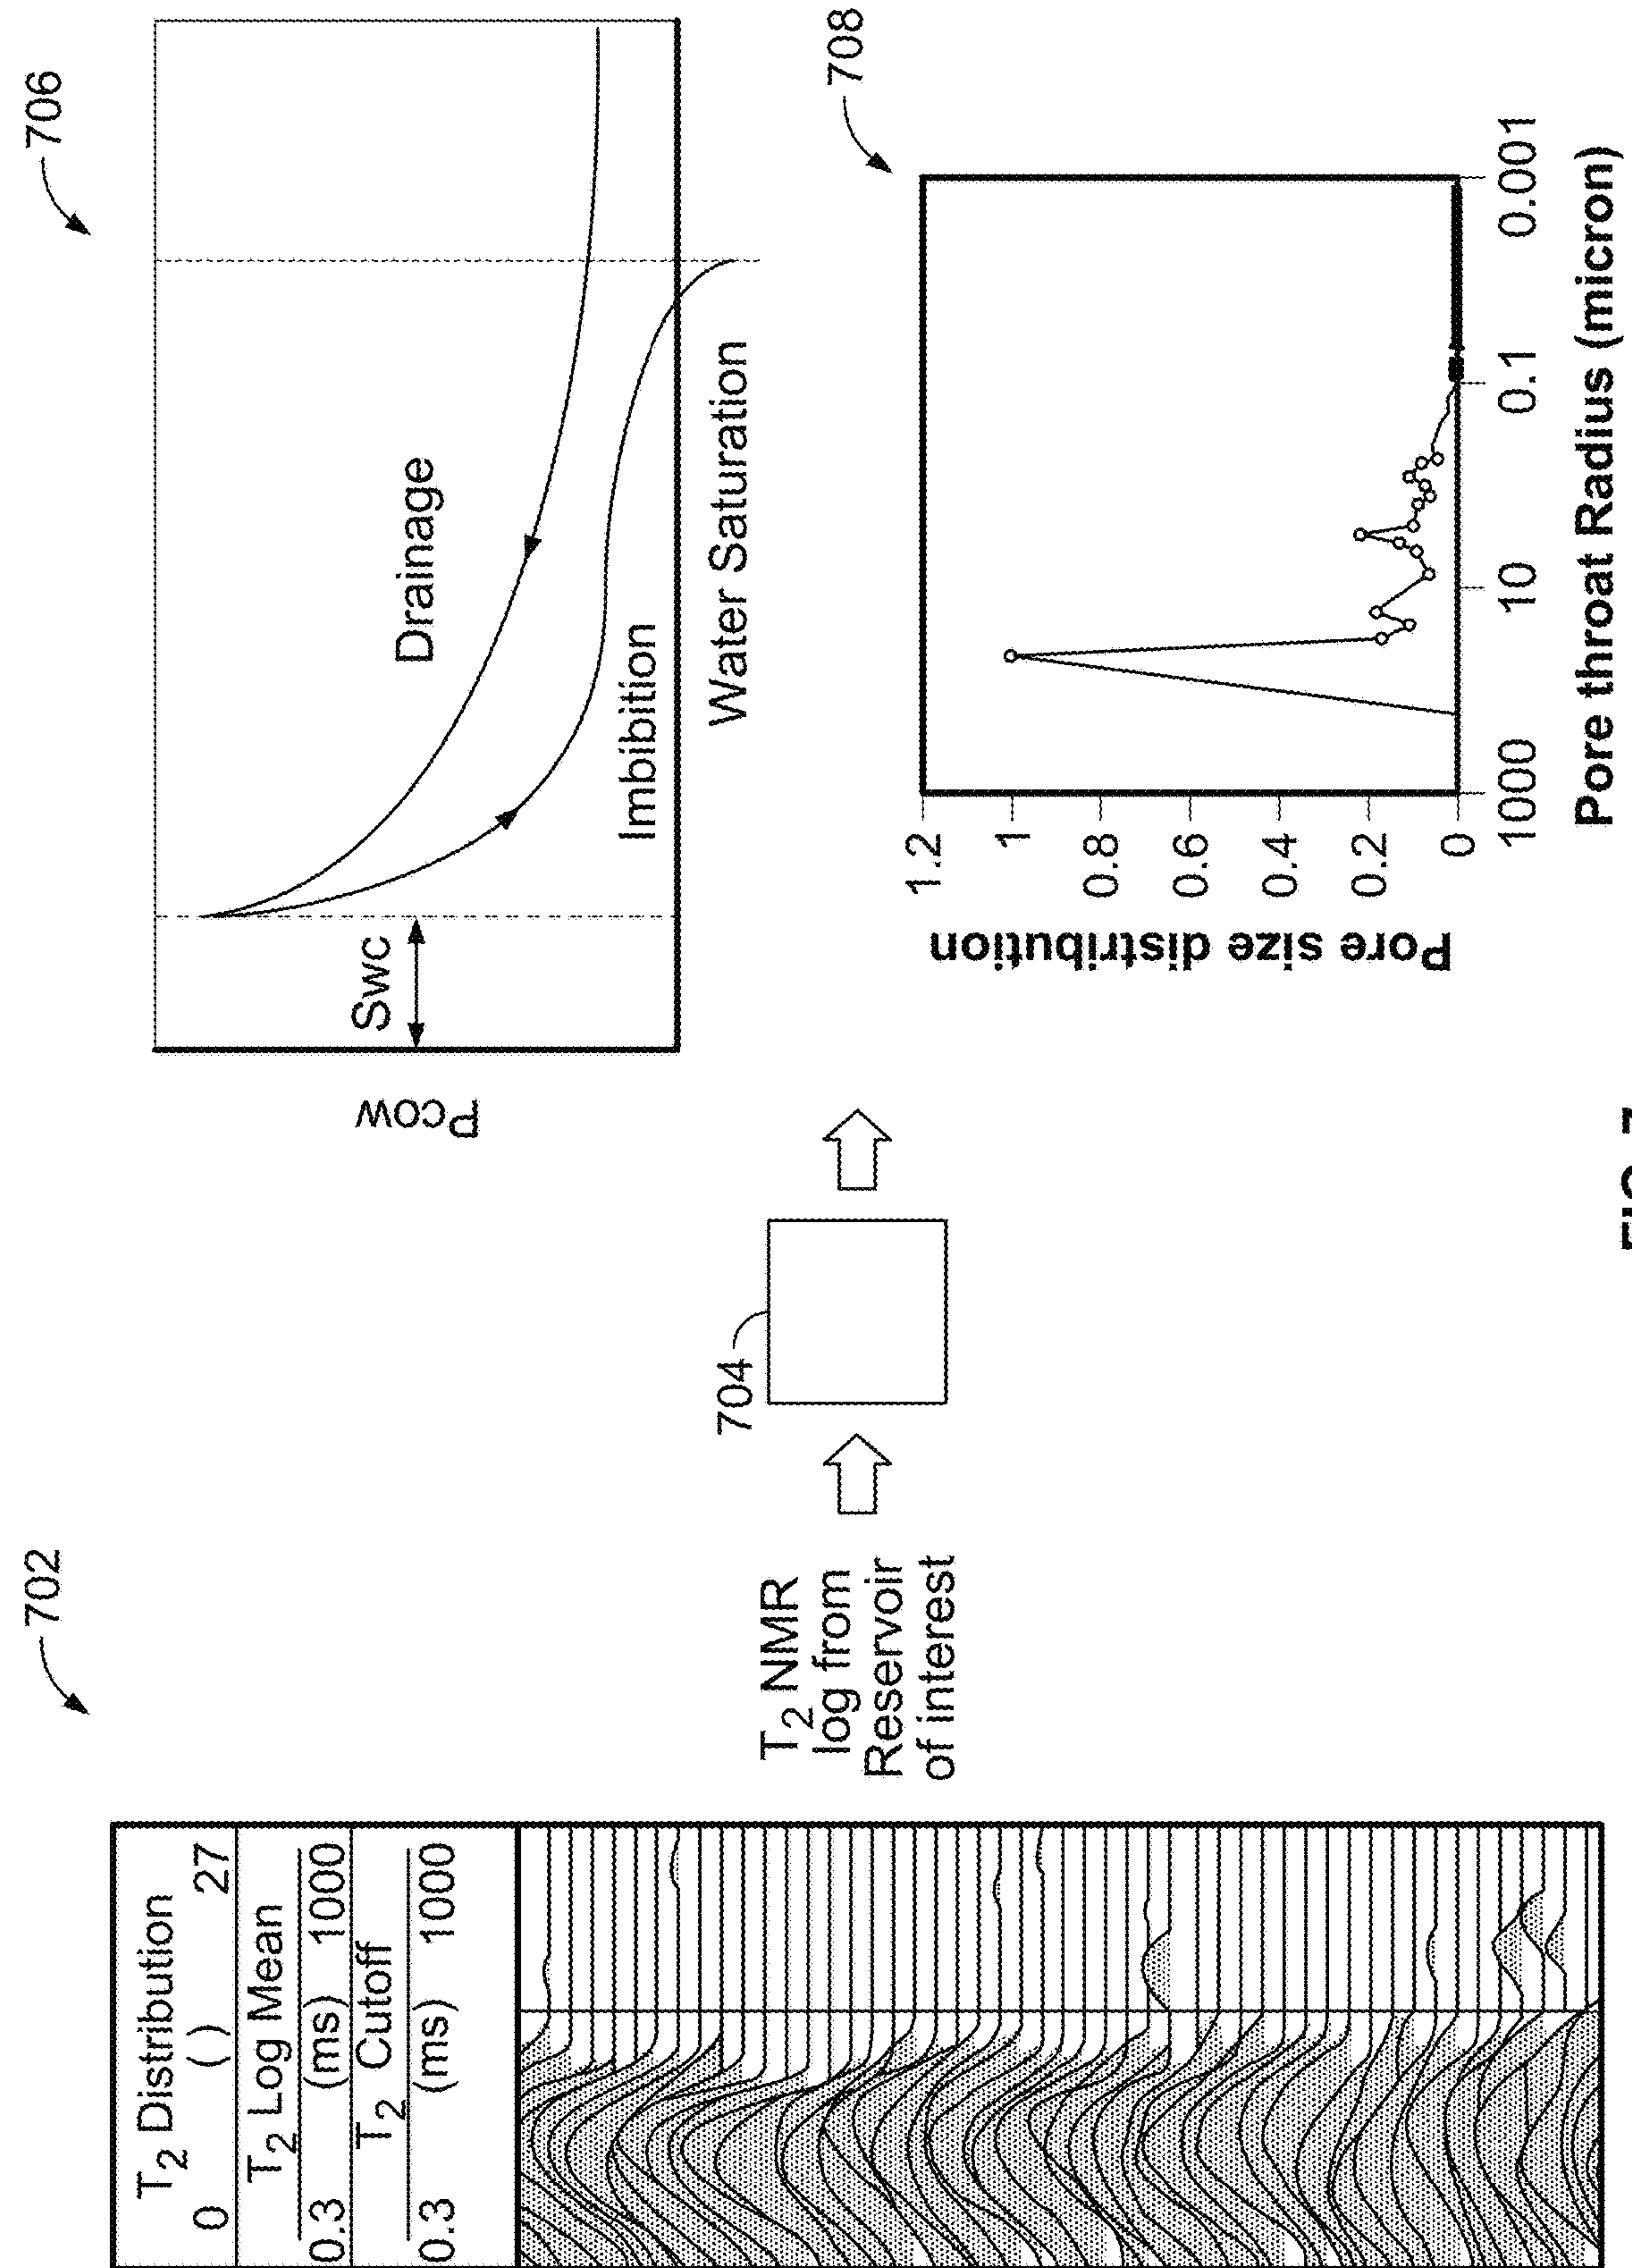 702
T2 Distribution
0 ( ) 27
T2 Log Mean
0.3 (ms) 1000
T2 Cutoff
0.3 (ms) 1000
T2 NMR
log from
Reservoir
of interest
704
706
Pcow
Swc
Drainage
Imbibition
Water Saturation
708
Pore size distribution
1.2
1
0.8
0.6
0.4
0.2
0
1000 10 0.1 0.001
Pore throat Radius (micron)